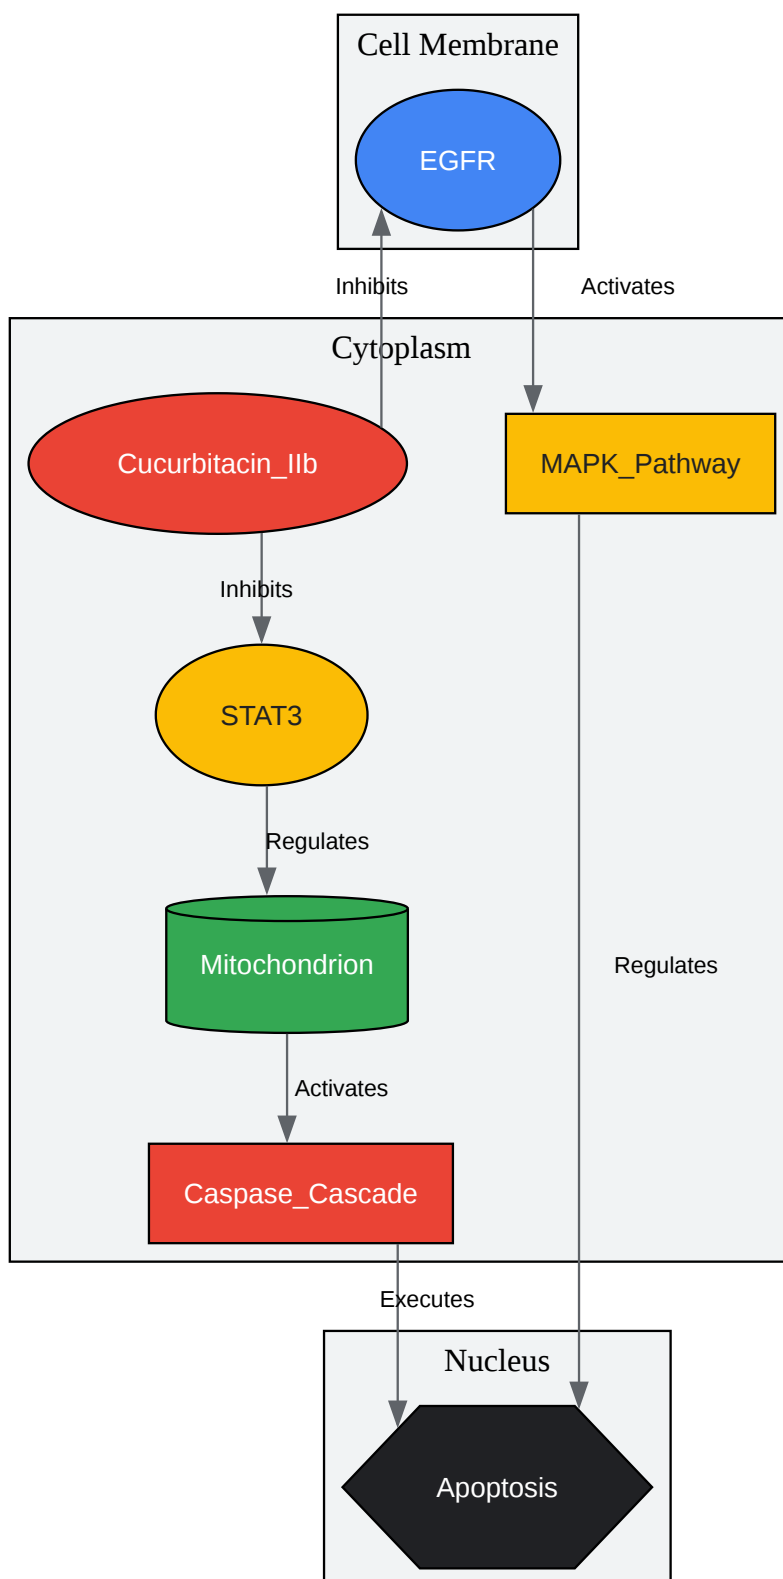 Cell Membrane
EGFR
Inhibits
Activates
Cytoplasm
Cucurbitacin_IIb
MAPK_Pathway
Inhibits
STAT3
Regulates
Mitochondrion
Regulates
Activates
Caspase_Cascade
Executes
Nucleus
Apoptosis